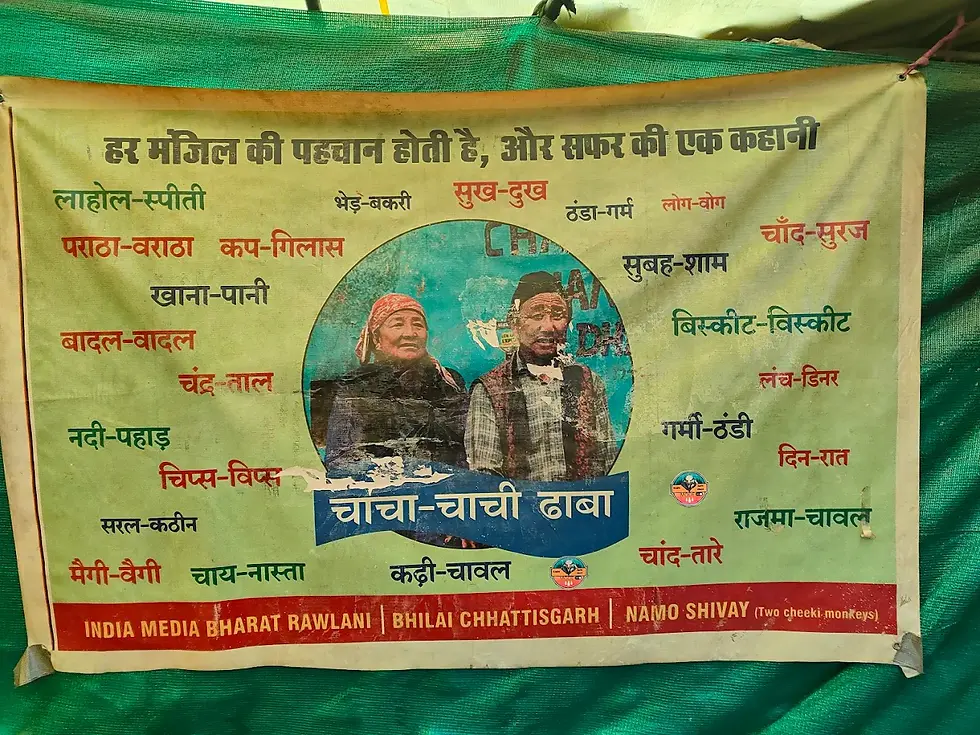 हर मंजिल की पहचान होती है, और सफर की एक कहानी
लाहोल-स्पीती
भेड़-बकरी
सुख-दुख
ठंडा-गर्म
लोग-वोग
पराठा-वराठा
कप-गिलास
चाँद-सुरज
खाना-पानी
सुबह-शाम
बादल-वादल
बिस्कीट-विस्कीट
चंद्र-ताल
लंच-डिनर
नदी-पहाड़
गर्मी-ठंडी
चिप्स-विप्स
दिन-रात
चाचा-चाची ढाबा
सरल-कठीन
राजमा-चावल
मैगी-वैगी
चाय-नास्ता
कढ़ी-चावल
चांद-तारे
INDIA MEDIA BHARAT RAWLANI | BHILAI CHHATTISGARH | NAMO SHIVAY (Two cheeki monkeys)